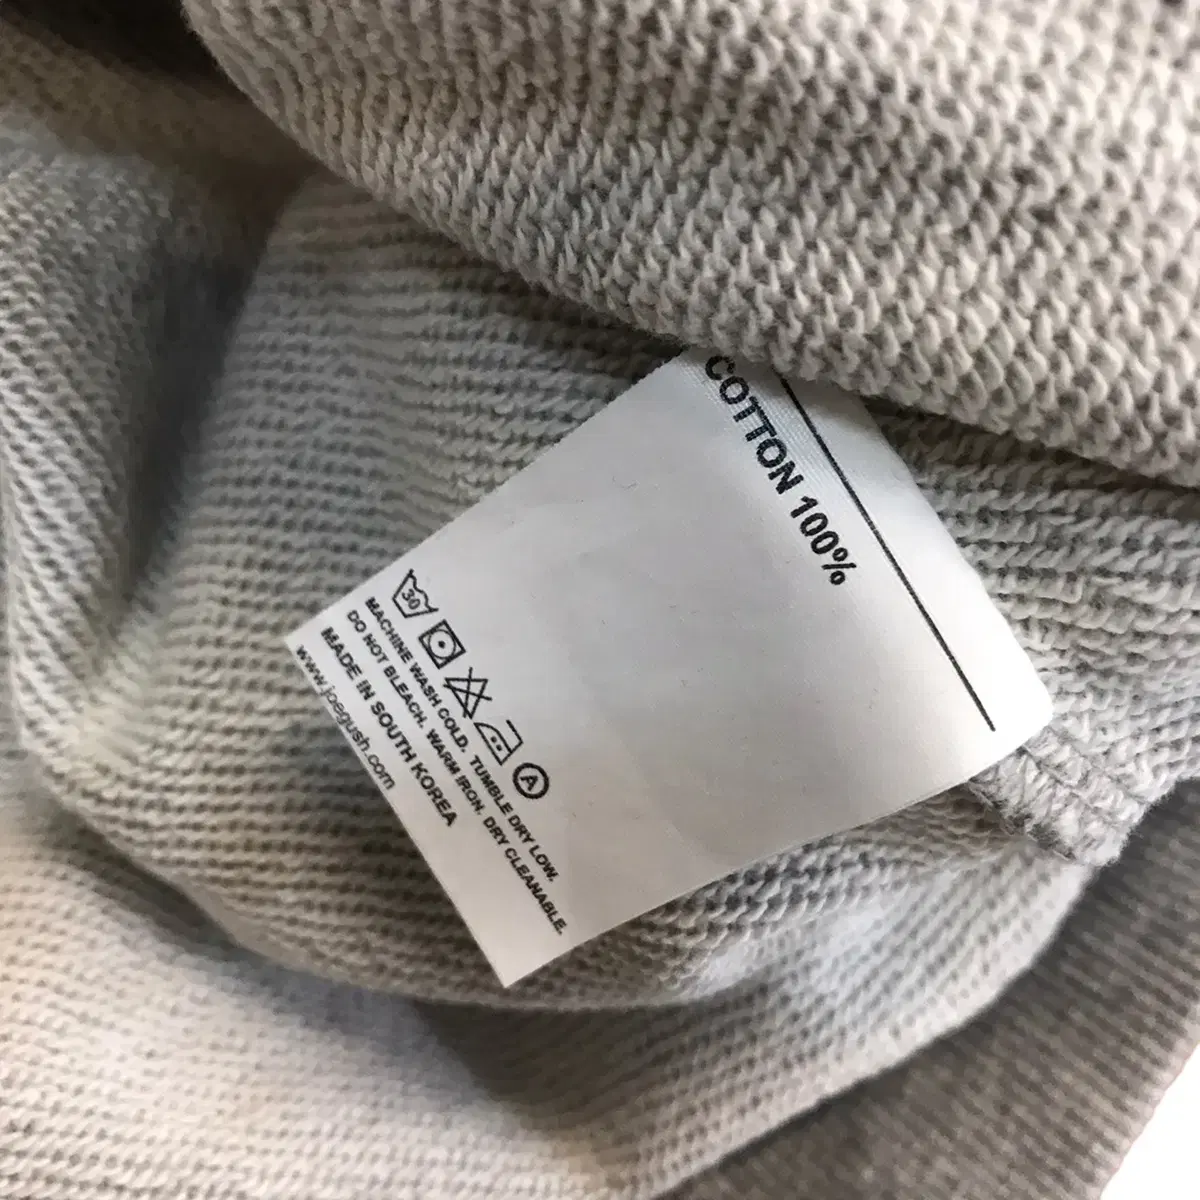 COTTON 100%
30
A
MACHINE WASH COLD. TUMBLE DRY LOW.
DO NOT BLEACH. WARM IRON. DRY CLEANABLE.
MADE IN SOUTH KOREA
www.joegush.com